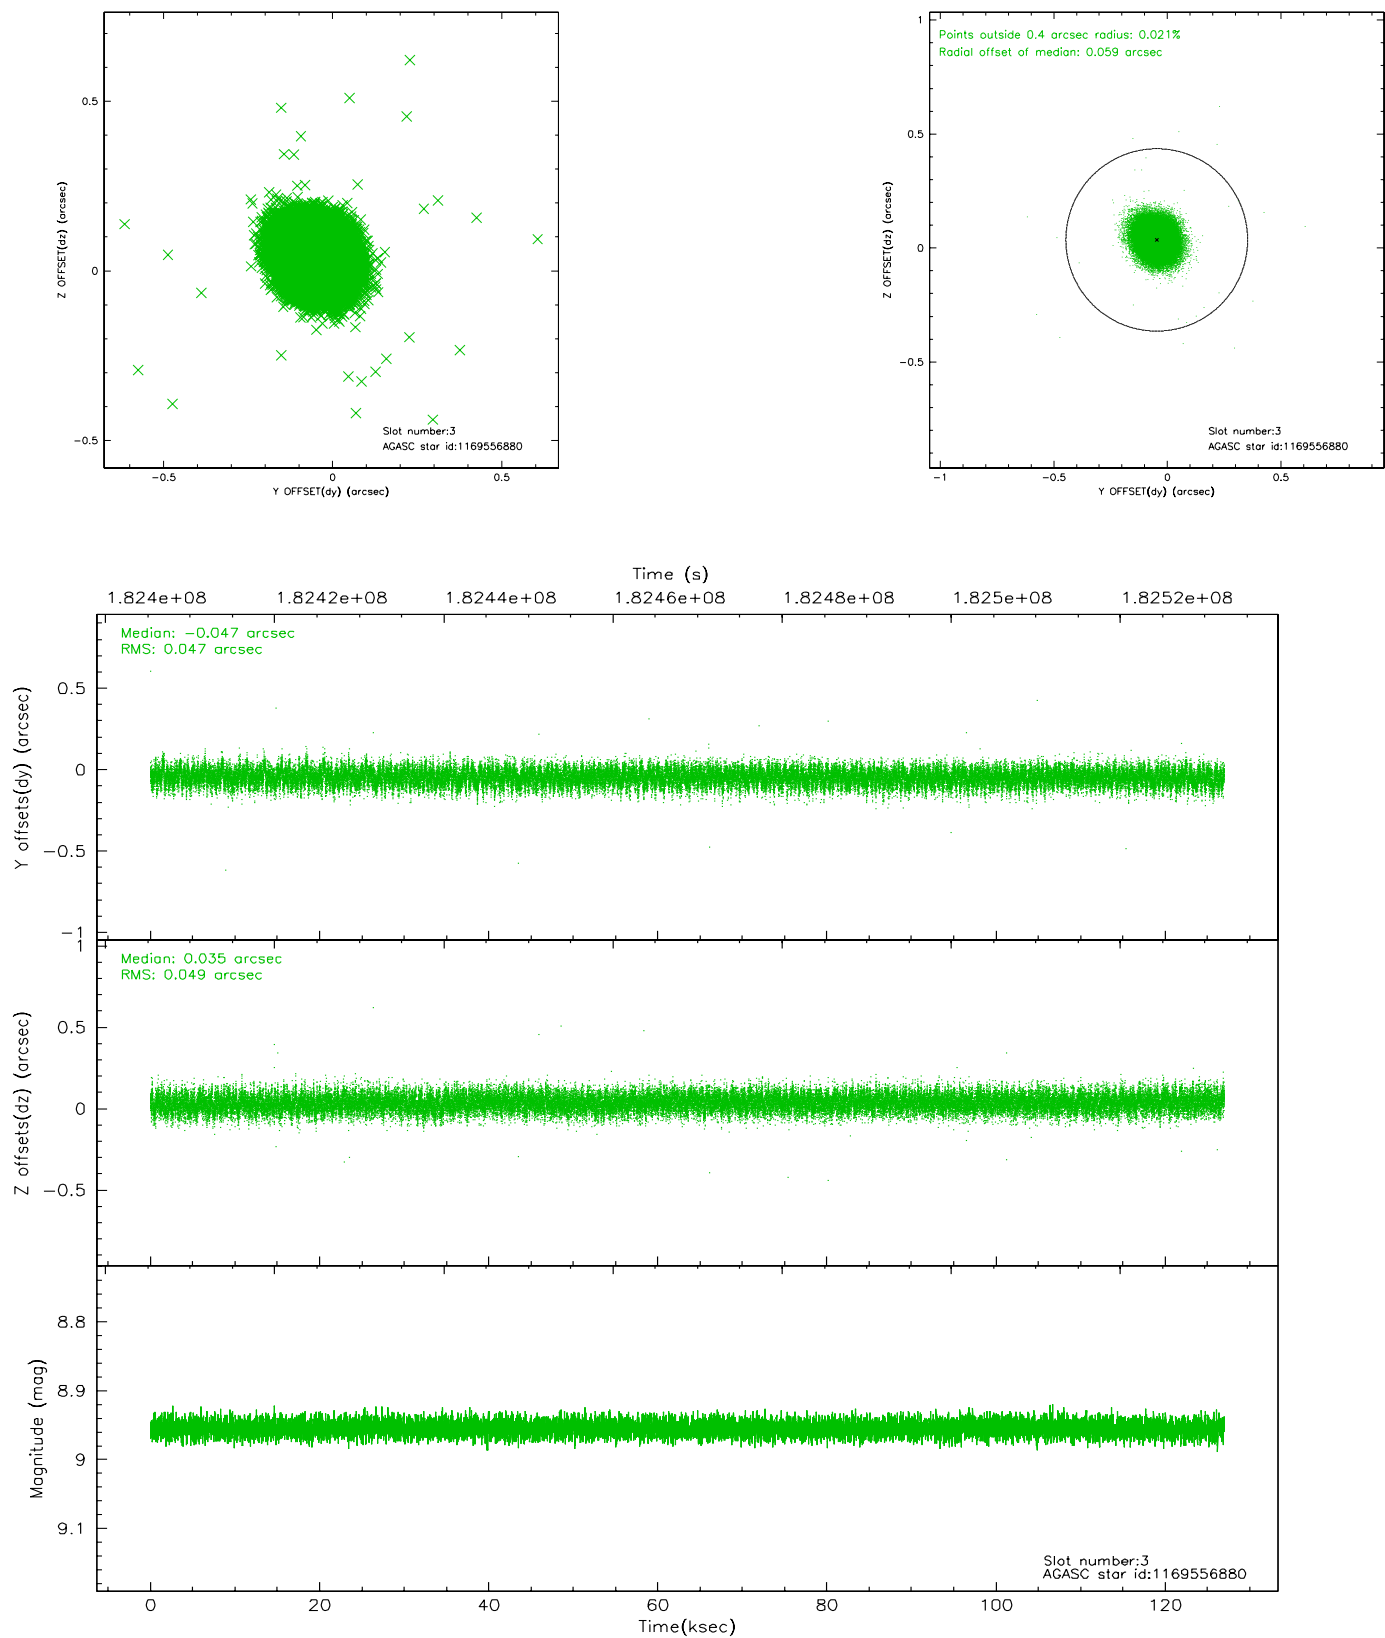 0.5
0
−0.5
Z OFFSET(dz) (arcsec)
Slot number:3
AGASC star id:1169556880
−0.5
0
0.5
Y OFFSET(dy) (arcsec)
1
0.5
0
−0.5
Z OFFSET(dz) (arcsec)
Points outside 0.4 arcsec radius: 0.021%
Radial offset of median: 0.059 arcsec
Slot number:3
AGASC star id:1169556880
−1
−0.5
0
0.5
Y OFFSET(dy) (arcsec)
Time (s)
1.824e+08
1.8242e+08
1.8244e+08
1.8246e+08
1.8248e+08
1.825e+08
1.8252e+08
Median: −0.047 arcsec
RMS: 0.047 arcsec
0.5
0
−0.5
−1
Y offsets(dy) (arcsec)
Median: 0.035 arcsec
RMS: 0.049 arcsec
1
0.5
0
−0.5
Z offsets(dz) (arcsec)
8.8
8.9
9
9.1
Magnitude (mag)
Slot number:3
AGASC star id:1169556880
0
20
40
60
80
100
120
Time(ksec)